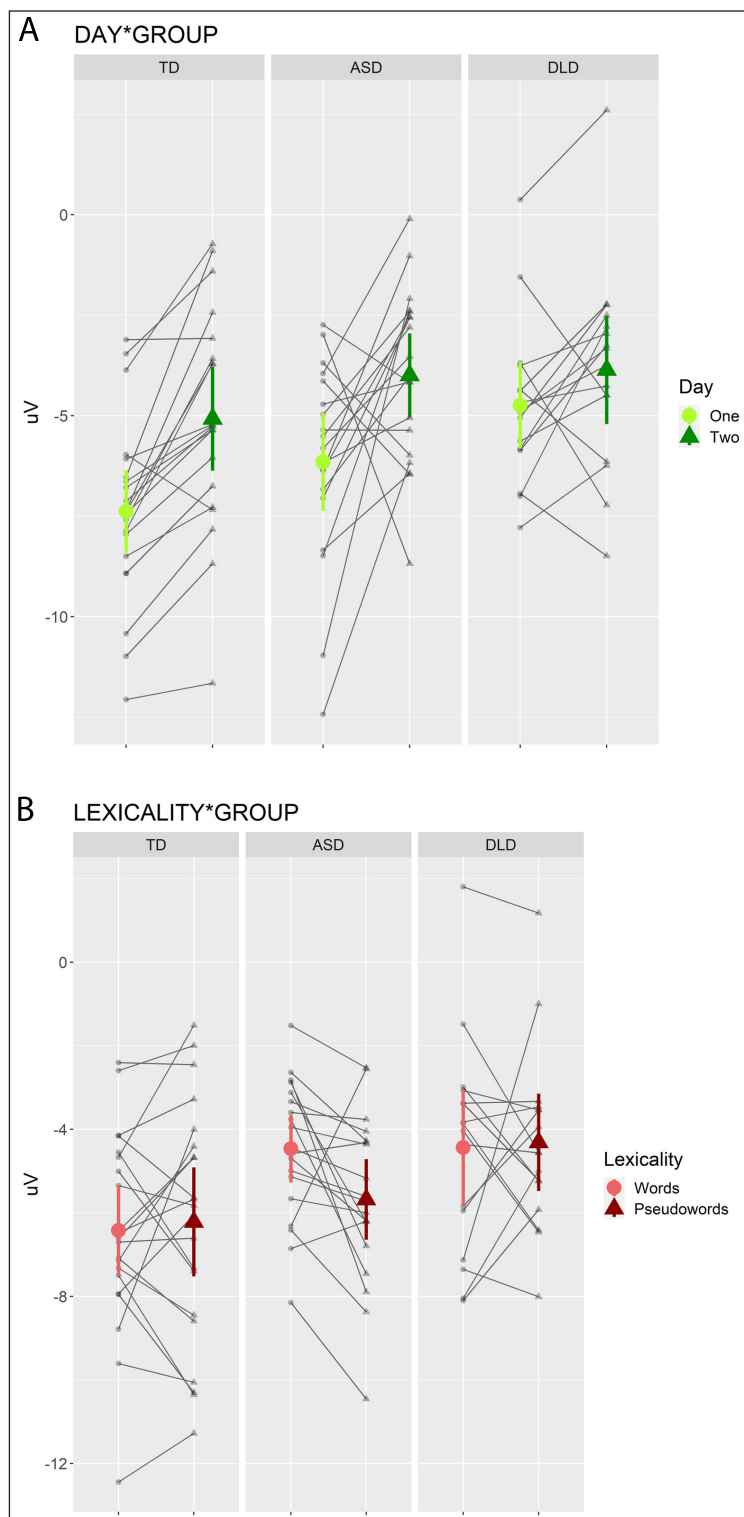 A
DAY*GROUP
TD ASD DLD
0
-5
-10
uV
Day
One
Two
B
LEXICALITY*GROUP
TD ASD DLD
0
-4
-8
-12
uV
Lexicality
Words
Pseudowords